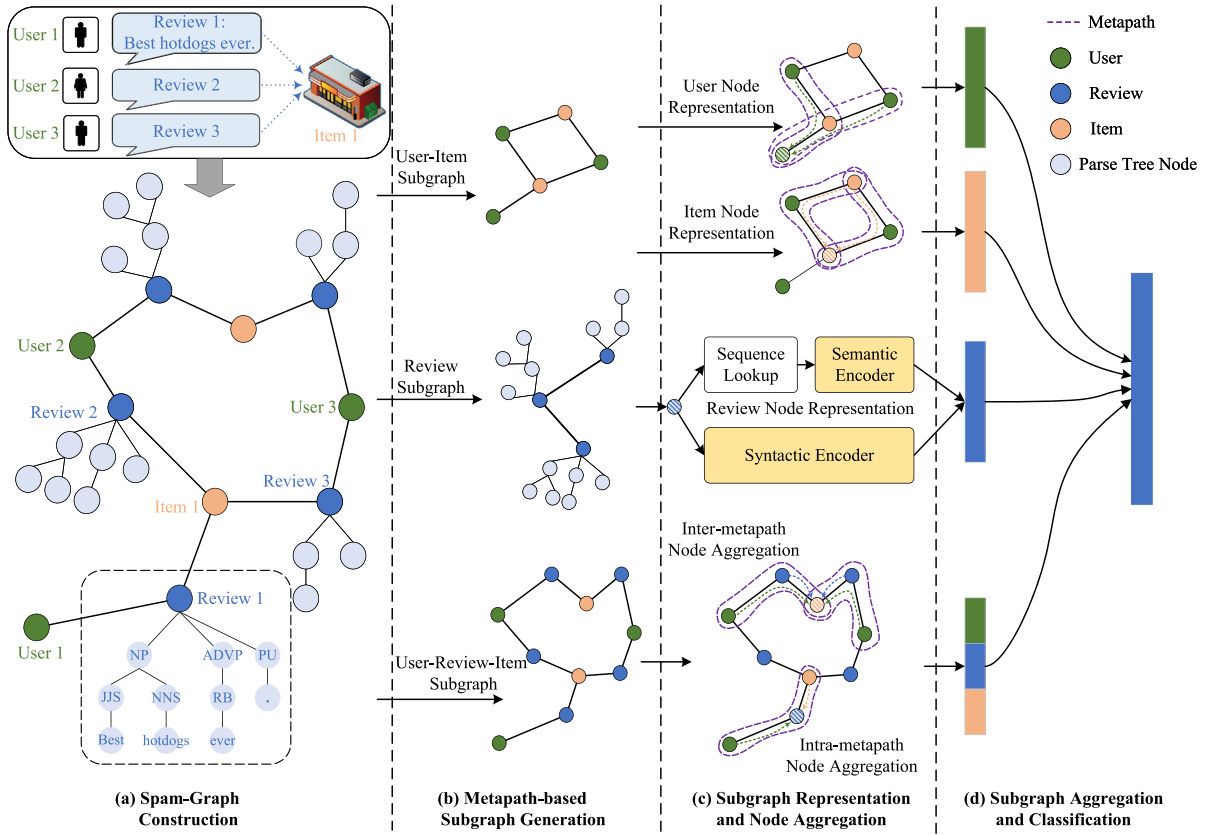 User 1
Review 1:
Best hotdogs ever.
User 2
Review 2
User 3
Review 3
Item 1
User 2
Review 2
User 3
Review 3
Item 1
Review 1
User 1
NP
ADVP
PU
JJS
NNS
RB
.
Best
hotdogs
ever
(a) Spam-Graph
Construction
User-Item
Subgraph
Review
Subgraph
User-Review-Item
Subgraph
(b) Metapath-based
Subgraph Generation
User Node
Representation
Item Node
Representation
Sequence
Lookup
Semantic
Encoder
Review Node Representation
Syntactic Encoder
Inter-metapath
Node Aggregation
Intra-metapath
Node Aggregation
(c) Subgraph Representation
and Node Aggregation
Metapath
User
Review
Item
Parse Tree Node
(d) Subgraph Aggregation
and Classification